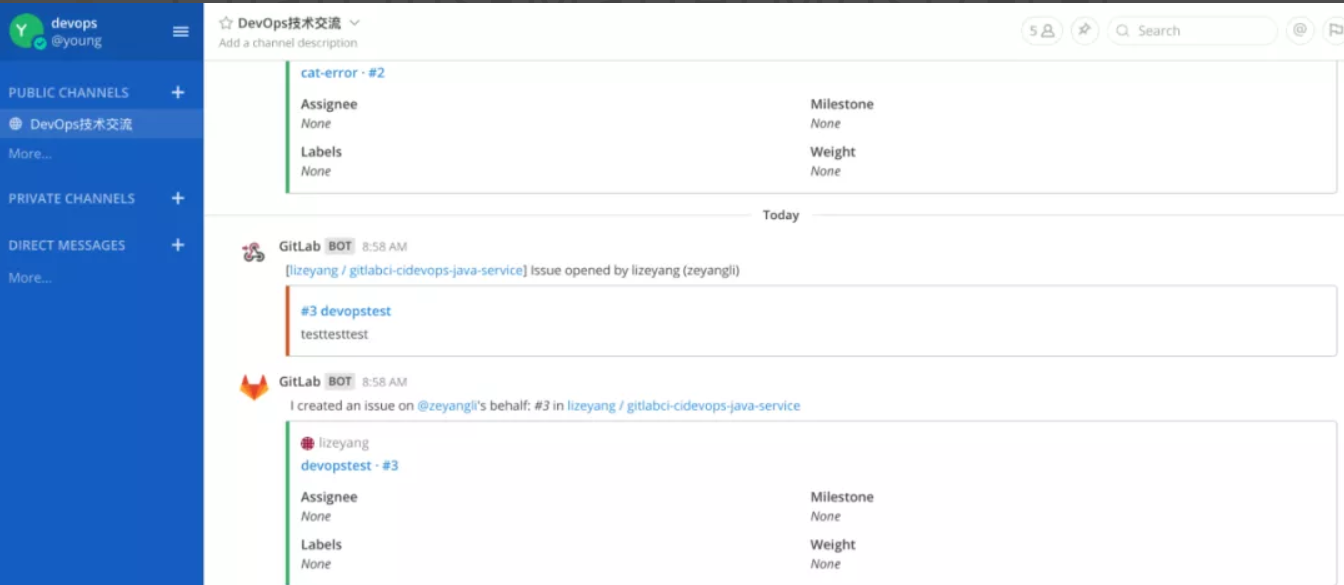 Y
devops
@young
PUBLIC CHANNELS +
DevOps技术交流
More...
PRIVATE CHANNELS +
DIRECT MESSAGES +
More...
DevOps技术交流
Add a channel description
5
Search
@
cat-error · #2
Assignee Milestone
None None
Labels Weight
None None
Today
GitLab BOT 8:58 AM
[lizeyang / gitlabci-cidevops-java-service] Issue opened by lizeyang (zeyangli)
#3 devopstest
testtesttest
GitLab BOT 8:58 AM
I created an issue on @zeyangli's behalf: #3 in lizeyang / gitlabci-cidevops-java-service
lizeyang
devopstest · #3
Assignee Milestone
None None
Labels Weight
None None